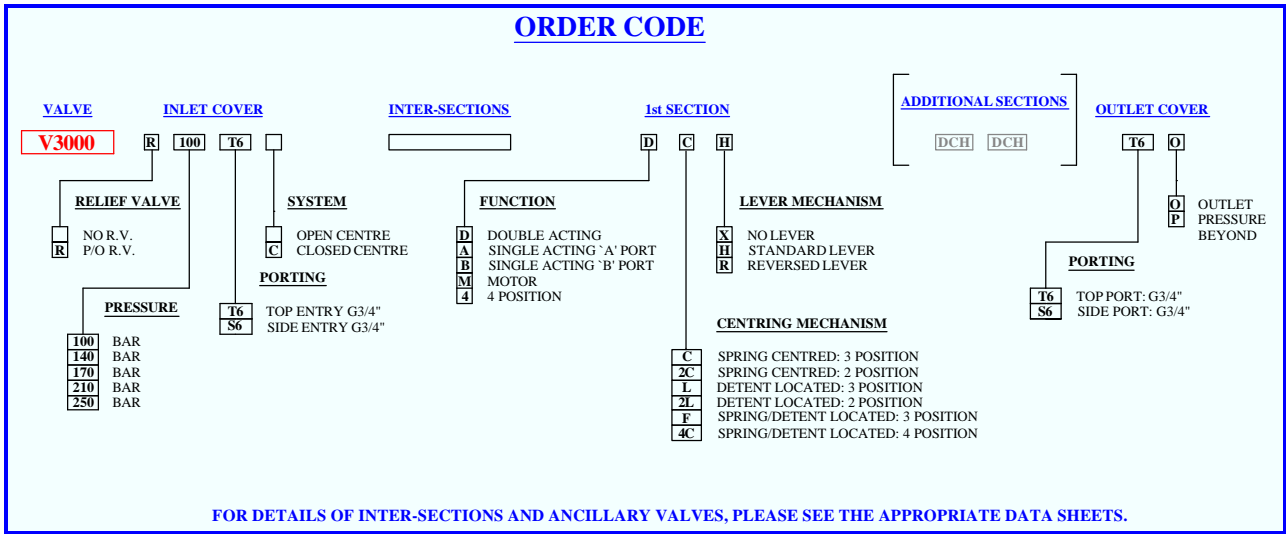 ORDER CODE
VALVE INLET COVER INTER-SECTIONS 1st SECTION ADDITIONAL SECTIONS OUTLET COVER
V3000 R 100 T6 D C H DCH DCH T6 O
RELIEF VALVE
NO R.V.
R P/O R.V.
SYSTEM
OPEN CENTRE
C CLOSED CENTRE
PORTING
T6 TOP ENTRY G3/4"
S6 SIDE ENTRY G3/4"
PRESSURE
100 BAR
140 BAR
170 BAR
210 BAR
250 BAR
FUNCTION
D DOUBLE ACTING
A SINGLE ACTING `A' PORT
B SINGLE ACTING `B' PORT
M MOTOR
4 4 POSITION
LEVER MECHANISM
X NO LEVER
H STANDARD LEVER
R REVERSED LEVER
CENTRING MECHANISM
C SPRING CENTRED: 3 POSITION
2C SPRING CENTRED: 2 POSITION
L DETENT LOCATED: 3 POSITION
2L DETENT LOCATED: 2 POSITION
F SPRING/DETENT LOCATED: 3 POSITION
4C SPRING/DETENT LOCATED: 4 POSITION
O OUTLET
P PRESSURE
BEYOND
PORTING
T6 TOP PORT: G3/4"
S6 SIDE PORT: G3/4"
FOR DETAILS OF INTER-SECTIONS AND ANCILLARY VALVES, PLEASE SEE THE APPROPRIATE DATA SHEETS.